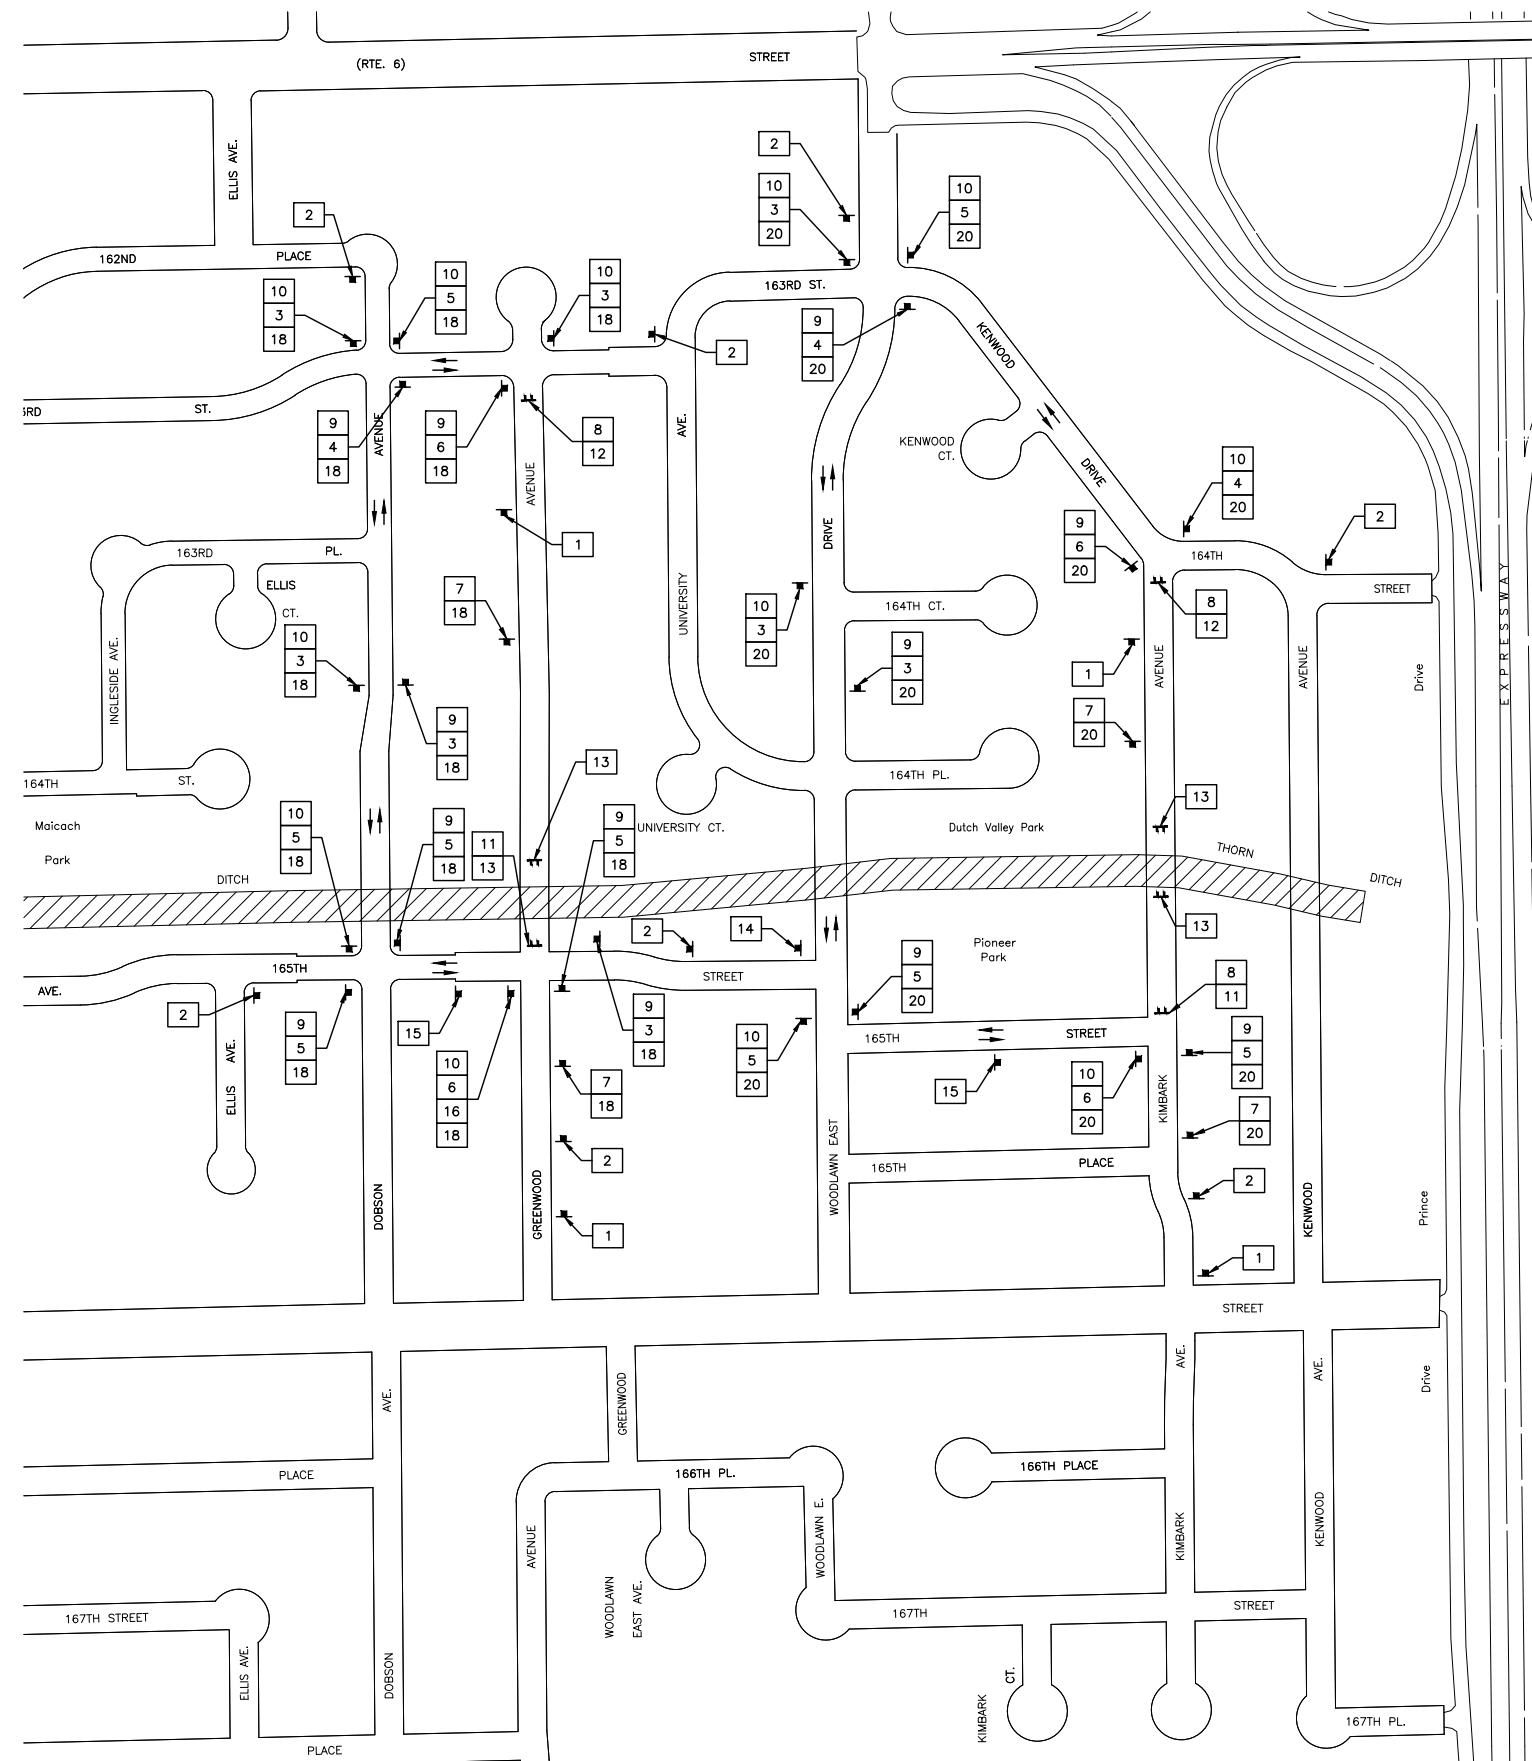 (RTE. 6)
STREET
ELLIS AVE.
2
10
3
20
10
5
20
2
162ND
PLACE
10
3
18
10
5
18
10
3
18
163RD ST.
2
9
4
20
KENWOOD
3RD
ST.
AVENUE
9
4
18
9
6
18
8
12
AVE.
KENWOOD
CT.
AVENUE
DRIVE
10
4
20
2
1
DRIVE
9
6
20
163RD
PL.
164TH
STREET
ELLIS
CT.
7
18
UNIVERSITY
10
3
20
164TH CT.
8
12
EXPRESSWAY
INGLESIDE AVE.
10
3
18
9
3
20
1
AVENUE
AVENUE
Drive
9
3
18
7
20
164TH
ST.
13
164TH PL.
13
Maicach
Park
10
5
18
9
5
18
11
13
9
5
18
UNIVERSITY CT.
Dutch Valley Park
THORN
DITCH
DITCH
2
14
13
Pioneer
Park
165TH
STREET
9
5
20
8
11
AVE.
2
9
5
18
15
9
3
18
10
5
20
165TH
STREET
9
5
20
ELLIS AVE.
10
6
16
18
7
18
15
10
6
20
KIMBARK
7
20
2
WOODLAWN EAST
165TH
PLACE
2
DOBSON
GREENWOOD
1
KENWOOD
Prince
1
STREET
AVE.
GREENWOOD
AVE.
AVE.
Drive
PLACE
166TH PL.
166TH PLACE
AVENUE
WOODLAWN E.
KIMBARK
KENWOOD
WOODLAWN
EAST AVE.
167TH STREET
167TH
STREET
ELLIS AVE.
DOBSON
KIMBARK
CT.
167TH PL.
PLACE